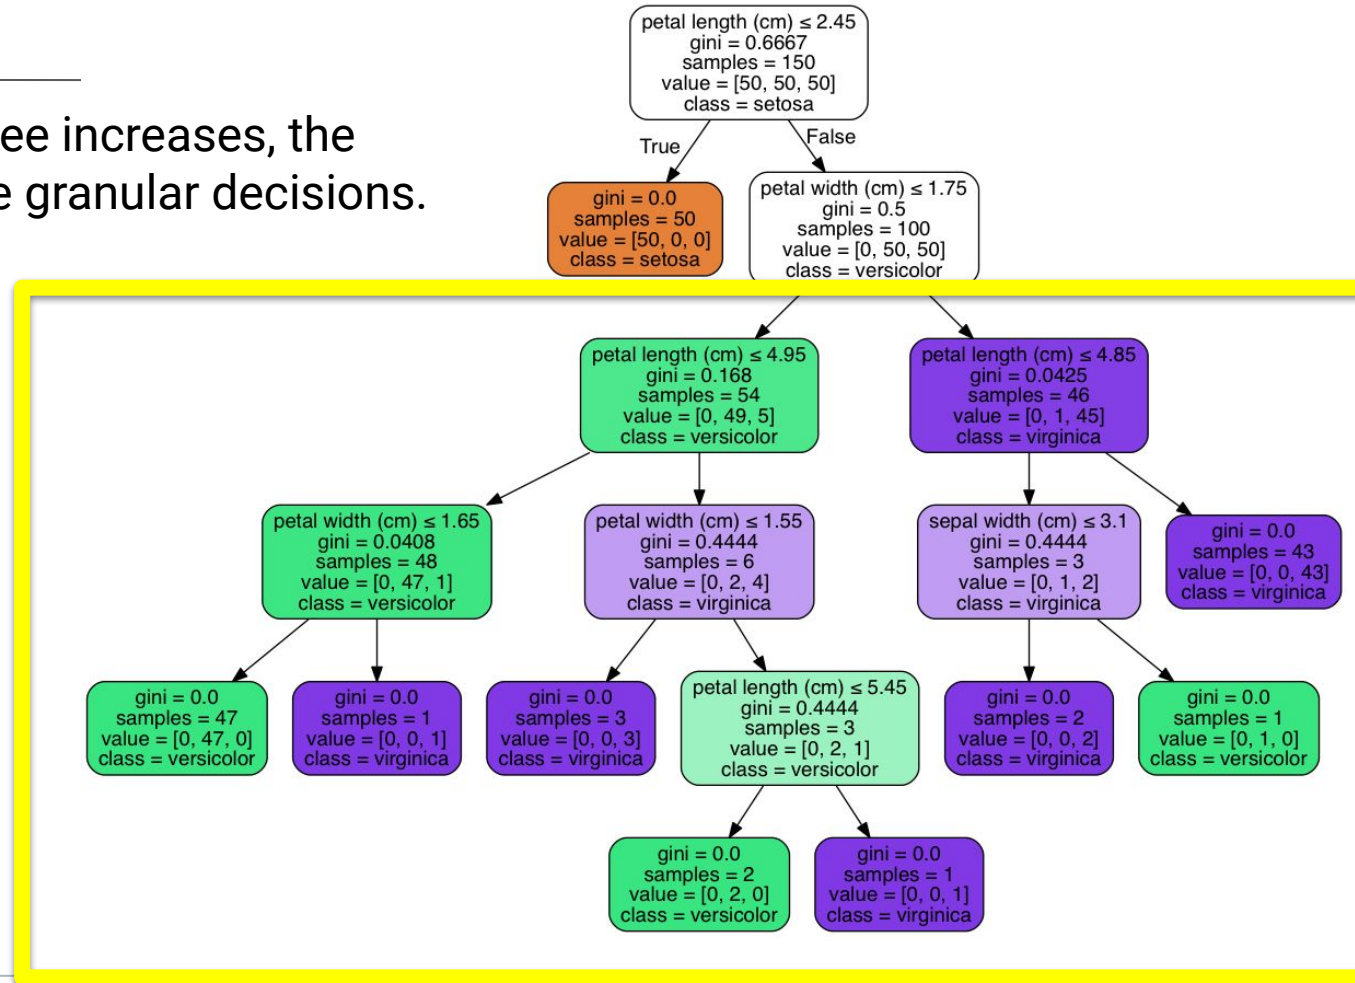 ee increases, the
e granular decisions.
petal length (cm) ≤ 2.45
gini = 0.6667
samples = 150
value = [50, 50, 50]
class = setosa
True
False
gini = 0.0
samples = 50
value = [50, 0, 0]
class = setosa
petal width (cm) ≤ 1.75
gini = 0.5
samples = 100
value = [0, 50, 50]
class = versicolor
petal length (cm) ≤ 4.95
gini = 0.168
samples = 54
value = [0, 49, 5]
class = versicolor
petal length (cm) ≤ 4.85
gini = 0.0425
samples = 46
value = [0, 1, 45]
class = virginica
petal width (cm) ≤ 1.65
gini = 0.0408
samples = 48
value = [0, 47, 1]
class = versicolor
petal width (cm) ≤ 1.55
gini = 0.4444
samples = 6
value = [0, 2, 4]
class = virginica
sepal width (cm) ≤ 3.1
gini = 0.4444
samples = 3
value = [0, 1, 2]
class = virginica
gini = 0.0
samples = 43
value = [0, 0, 43]
class = virginica
gini = 0.0
samples = 47
value = [0, 47, 0]
class = versicolor
gini = 0.0
samples = 1
value = [0, 0, 1]
class = virginica
gini = 0.0
samples = 3
value = [0, 0, 3]
class = virginica
petal length (cm) ≤ 5.45
gini = 0.4444
samples = 3
value = [0, 2, 1]
class = versicolor
gini = 0.0
samples = 2
value = [0, 0, 2]
class = virginica
gini = 0.0
samples = 1
value = [0, 1, 0]
class = versicolor
gini = 0.0
samples = 2
value = [0, 2, 0]
class = versicolor
gini = 0.0
samples = 1
value = [0, 0, 1]
class = virginica